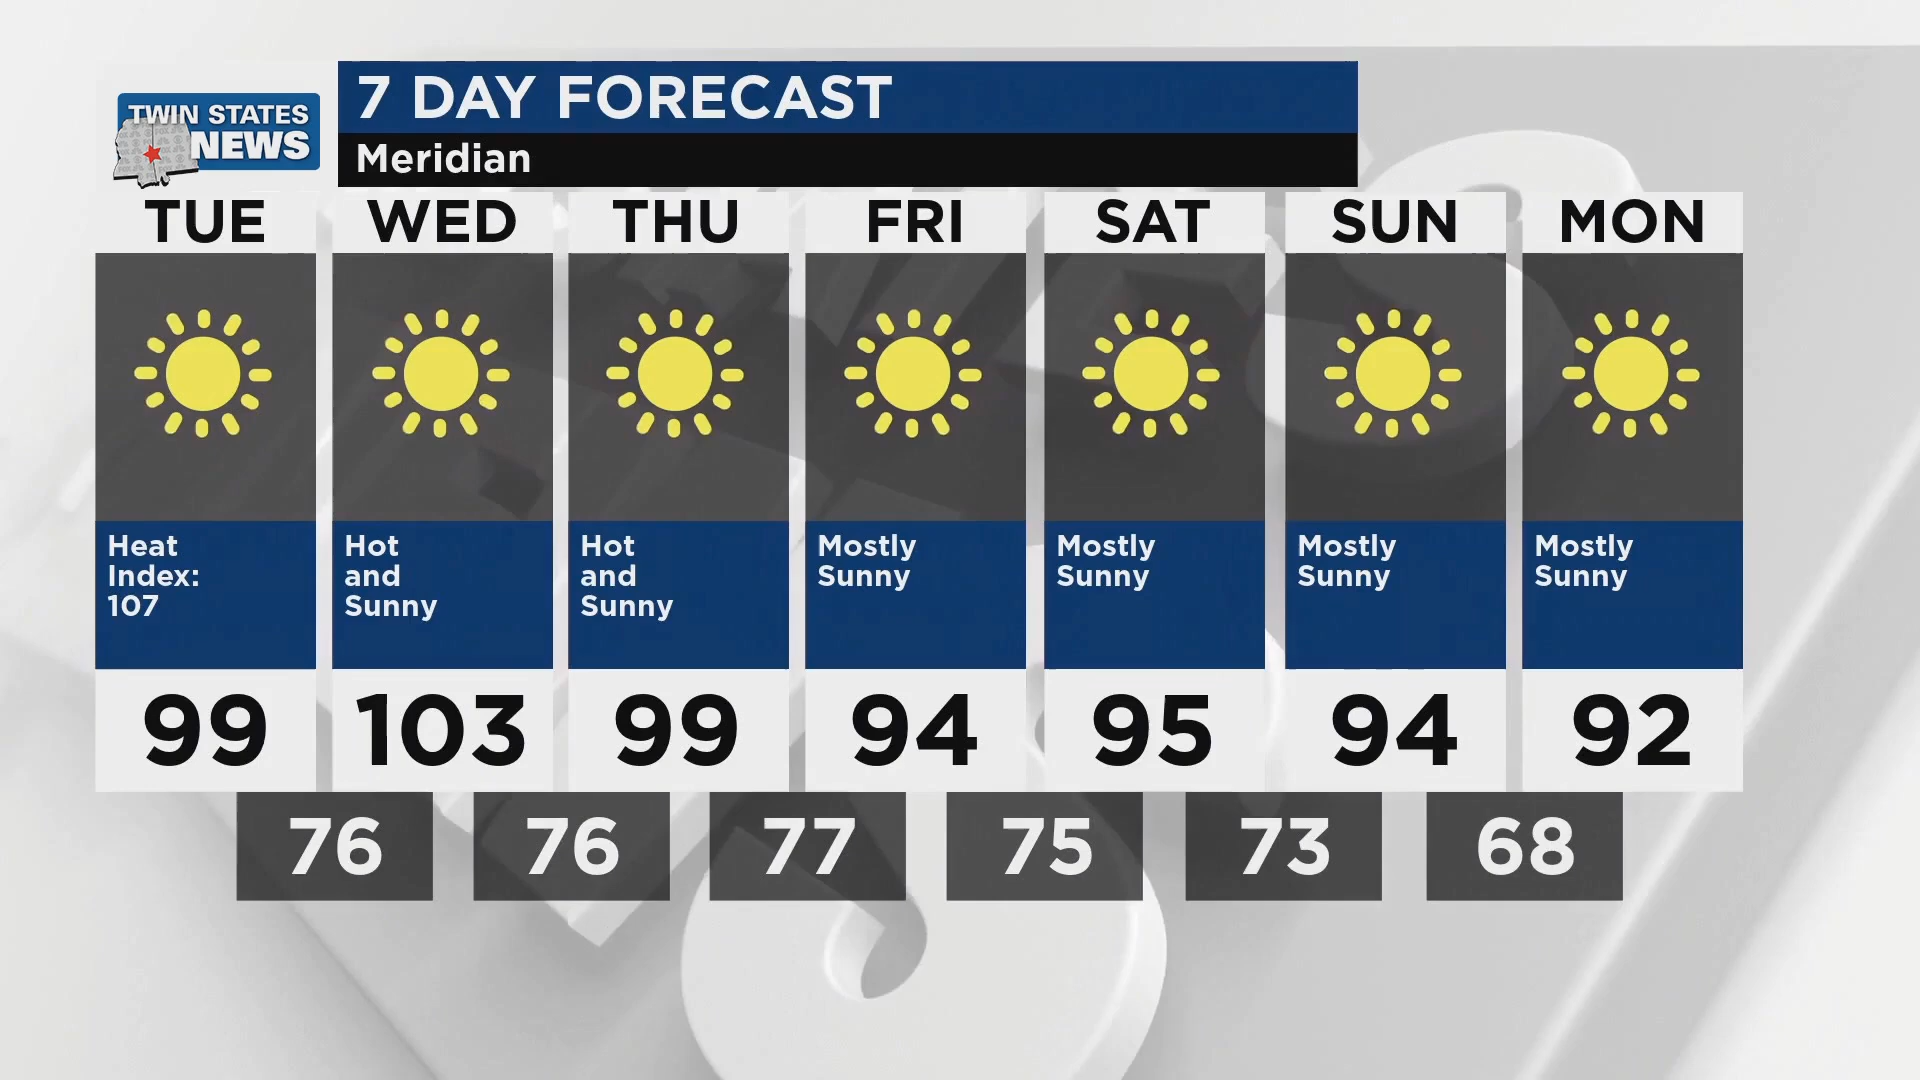 TWIN STATES
NEWS
7 DAY FORECAST
Meridian
TUE WED THU FRI SAT SUN MON
Heat
Index:
107
Hot
and
Sunny
Hot
and
Sunny
Mostly
Sunny
Mostly
Sunny
Mostly
Sunny
Mostly
Sunny
99 103 99 94 95 94 92
76 76 77 75 73 68